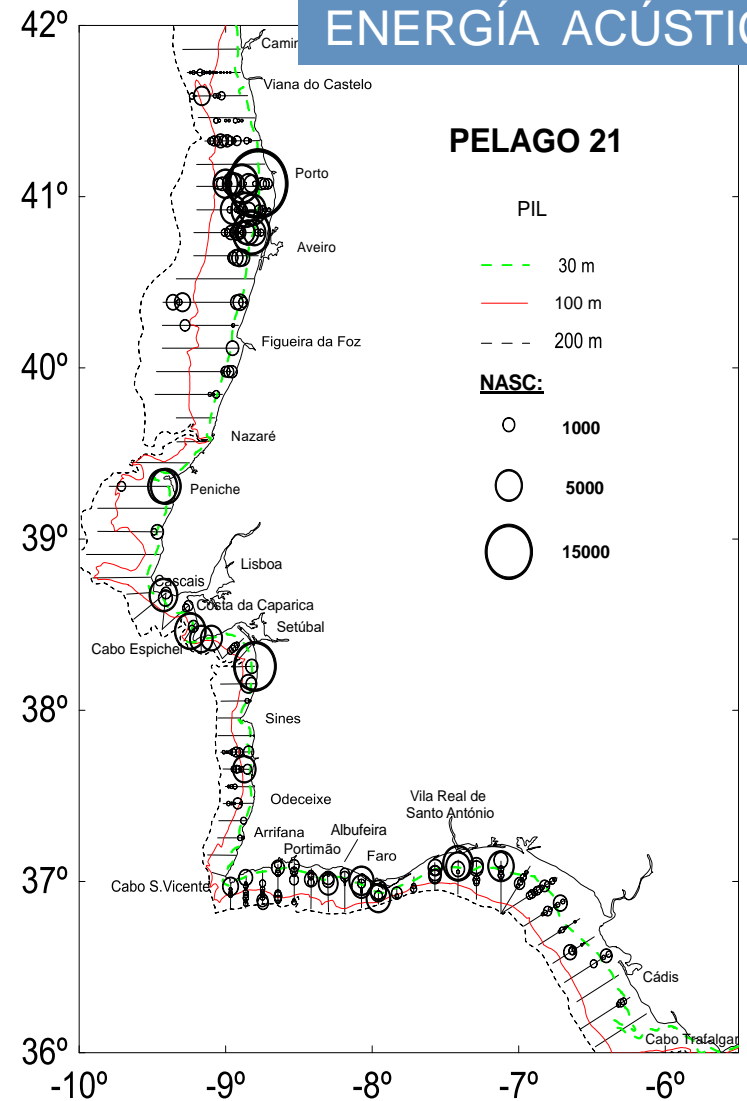 ENERGÍA ACÚSTIC
42º
Camin
Viana do Castelo
PELAGO 21
41º
Porto
PIL
Aveiro
30 m
100 m
200 m
Figueira da Foz
40º
NASC:
1000
Nazaré
5000
Peniche
39º
15000
Lisboa
Cascais
Costa da Caparica
Setúbal
Cabo Espichel
38º
Sines
Odeceixe
Vila Real de
Santo António
Arrifana
Albufeira
Portimão
Faro
37º
Cabo S.Vicente
Cádis
Cabo Trafalgar
36º
-10º
-9º
-8º
-7º
-6º